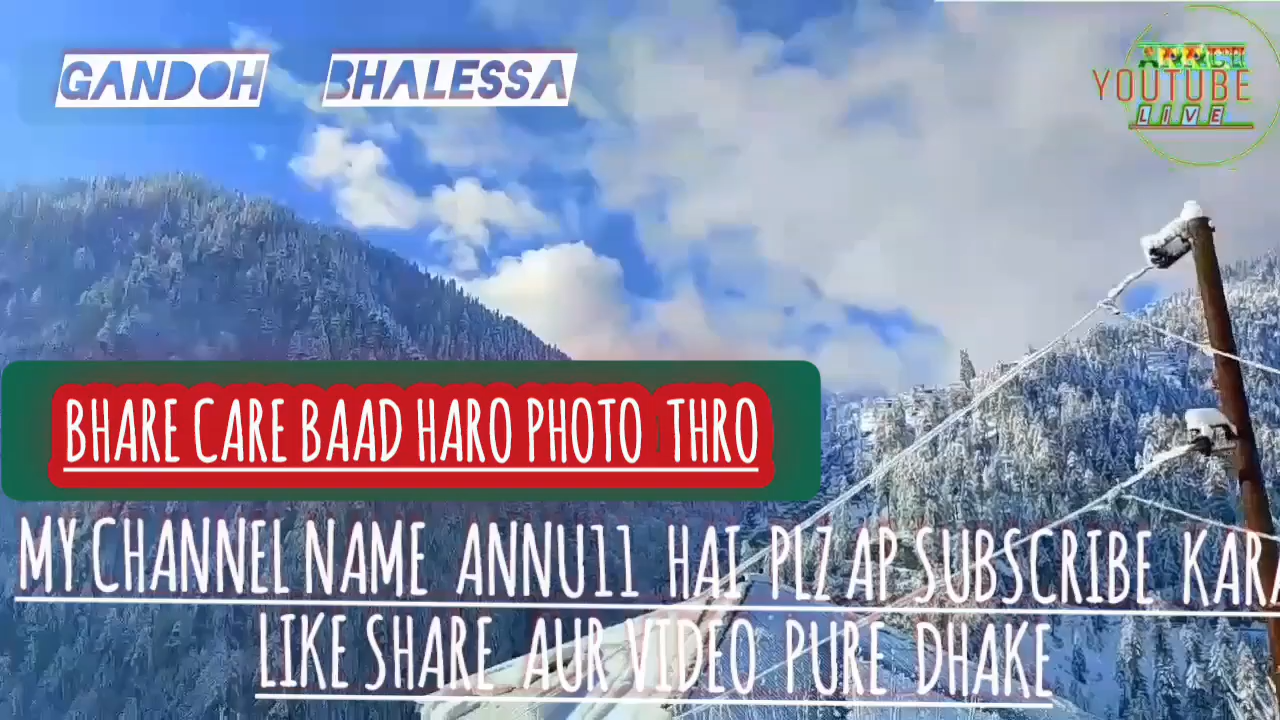 GANDOH BHALESSA
ANNU11
YOUTUBE
LIVE
BHARE CARE BAAD HARO PHOTO THRO
MY CHANNEL NAME ANNU11 HAI PLZ AP SUBSCRIBE KARA
LIKE SHARE AUR VIDEO PURE DHAKE